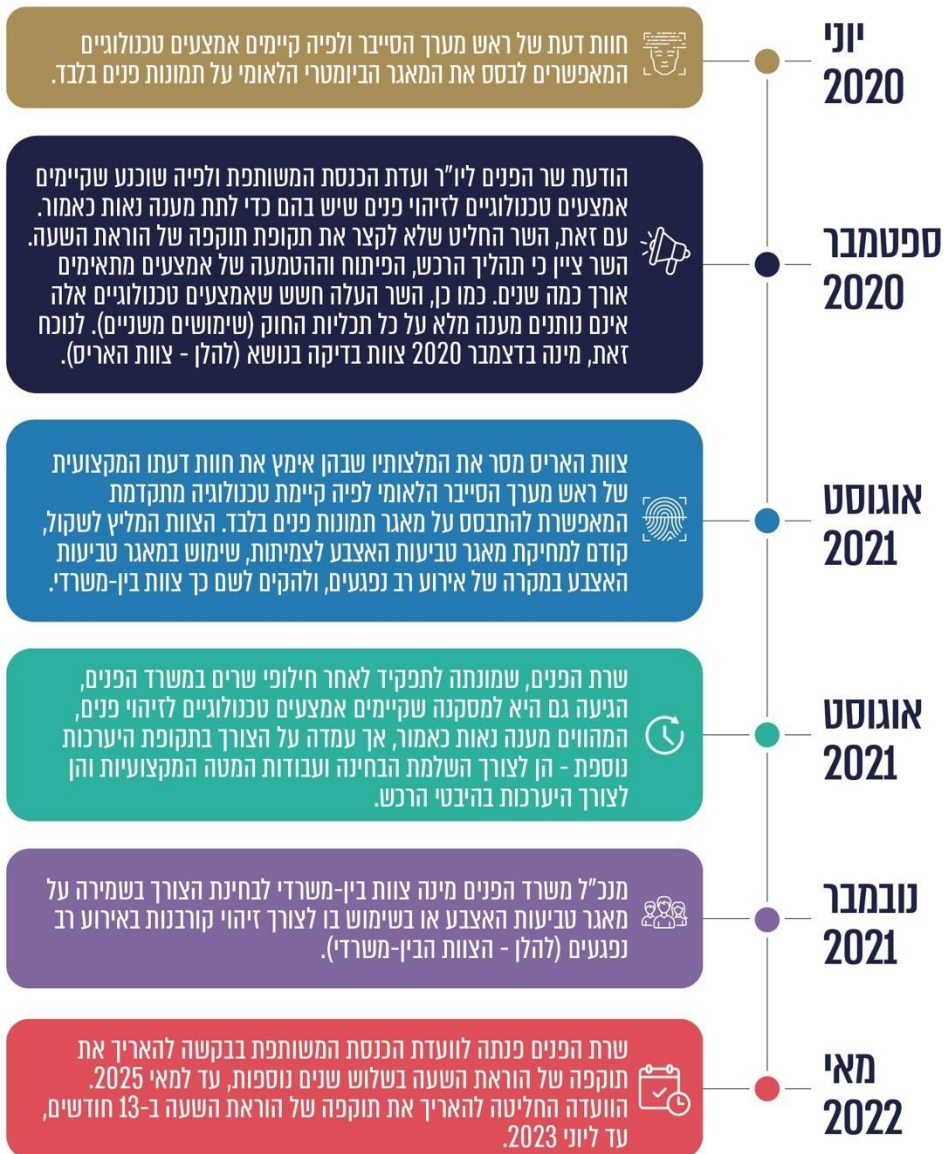 יוני
2020
חוות דעת של ראש מערך הסייבר ולפיה קיימים אמצעים טכנולוגיים
המאפשרים לבסס את המאגר הביומטרי הלאומי על תמונות פנים בלבד.
ספטמבר
2020
הודעת שר הפנים ליו"ר ועדת הכנסת המשותפת ולפיה שוכנע שקיימים
אמצעים טכנולוגיים לזיהוי פנים שיש בהם כדי לתת מענה נאות כאמור.
עם זאת, השר החליט שלא לקצר את תקופת תוקפה של הוראת השעה.
השר ציין כי תהליך הרכש, הפיתוח וההטמעה של אמצעים מתאימים
אורך כמה שנים. כמו כן, השר העלה חשש שאמצעים טכנולוגיים אלה
אינם נותנים מענה מלא על כל תכליות החוק (שימושים משניים). לנוכח
זאת, מינה בדצמבר 2020 צוות בדיקה בנושא (להלן - צוות האריס).
אוגוסט
2021
צוות האריס מסר את המלצותיו שבהן אימץ את חוות דעתו המקצועית
של ראש מערך הסייבר הלאומי לפיה קיימת טכנולוגיה מתקדמת
המאפשרת להתבסס על מאגר תמונות פנים בלבד. הצוות המליץ לשקול,
קודם למחיקת מאגר טביעות האצבע לצמיתות, שימוש במאגר טביעות
האצבע במקרה של אירוע רב נפגעים, ולהקים לשם כך צוות בין-משרדי.
אוגוסט
2021
שרת הפנים, שמונתה לתפקיד לאחר חילופי שרים במשרד הפנים,
הגיעה גם היא למסקנה שקיימים אמצעים טכנולוגיים לזיהוי פנים,
המהווים מענה נאות כאמור, אך עמדה על הצורך בתקופת היערכות
נוספת - הן לצורך השלמת הבחינה ועבודות המטה המקצועיות והן
לצורך היערכות בהיבטי הרכש.
נובמבר
2021
מנכ"ל משרד הפנים מינה צוות בין-משרדי לבחינת הצורך בשמירה על
מאגר טביעות האצבע או בשימוש בו לצורך זיהוי קורבנות באירוע רב
נפגעים (להלן - הצוות הבין-משרדי).
מאי
2022
שרת הפנים פנתה לוועדת הכנסת המשותפת בבקשה להאריך את
תוקפה של הוראת השעה בשלוש שנים נוספות, עד למאי 2025.
הוועדה החליטה להאריך את תוקפה של הוראת השעה ב-13 חודשים,
עד ליוני 2023.